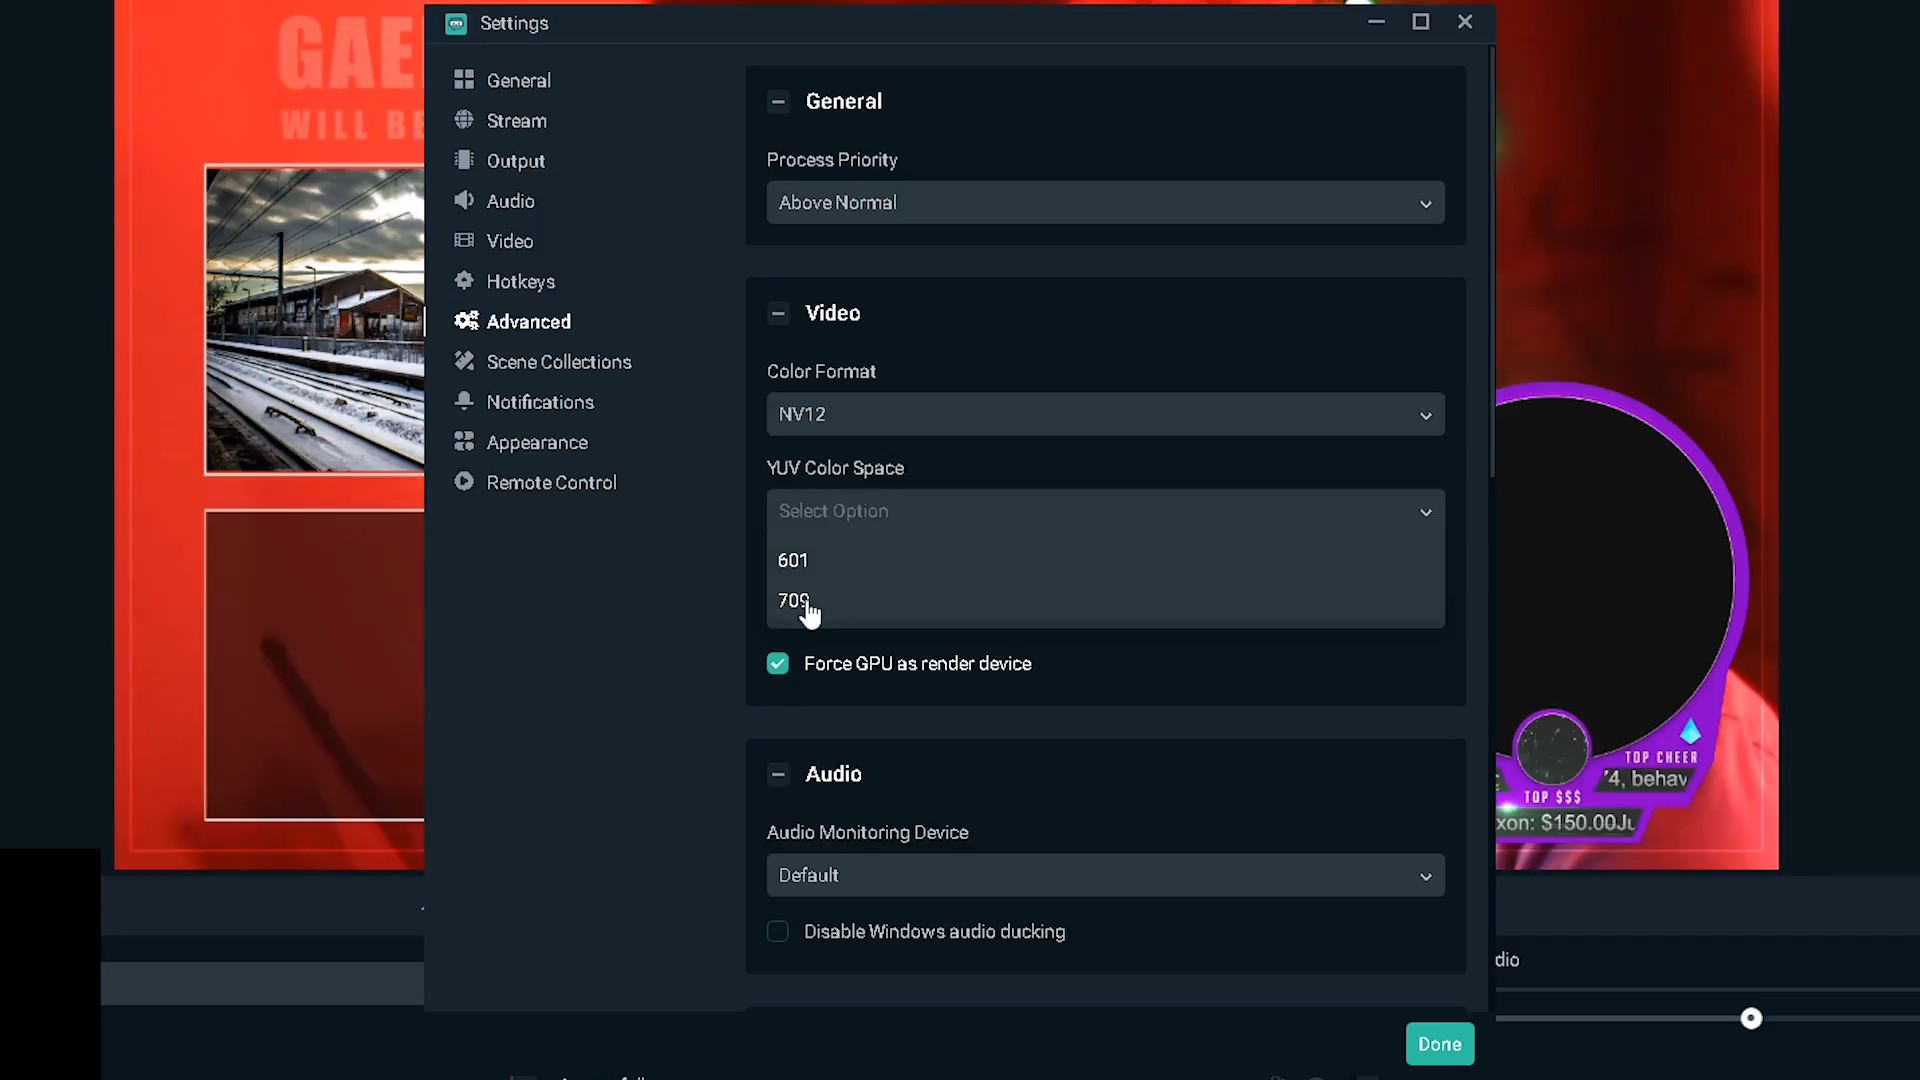 GAE
WILL BE
Settings
General
Stream
Output
Audio
Video
Hotkeys
Advanced
Scene Collections
Notifications
Appearance
Remote Control
General
Process Priority
Above Normal
Video
Color Format
NV12
YUV Color Space
Select Option
601
709
Force GPU as render device
Audio
Audio Monitoring Device
Default
Disable Windows audio ducking
Done
TOP CHEER
4, behav
TOP $$$
xon: $150.00Ju
dio